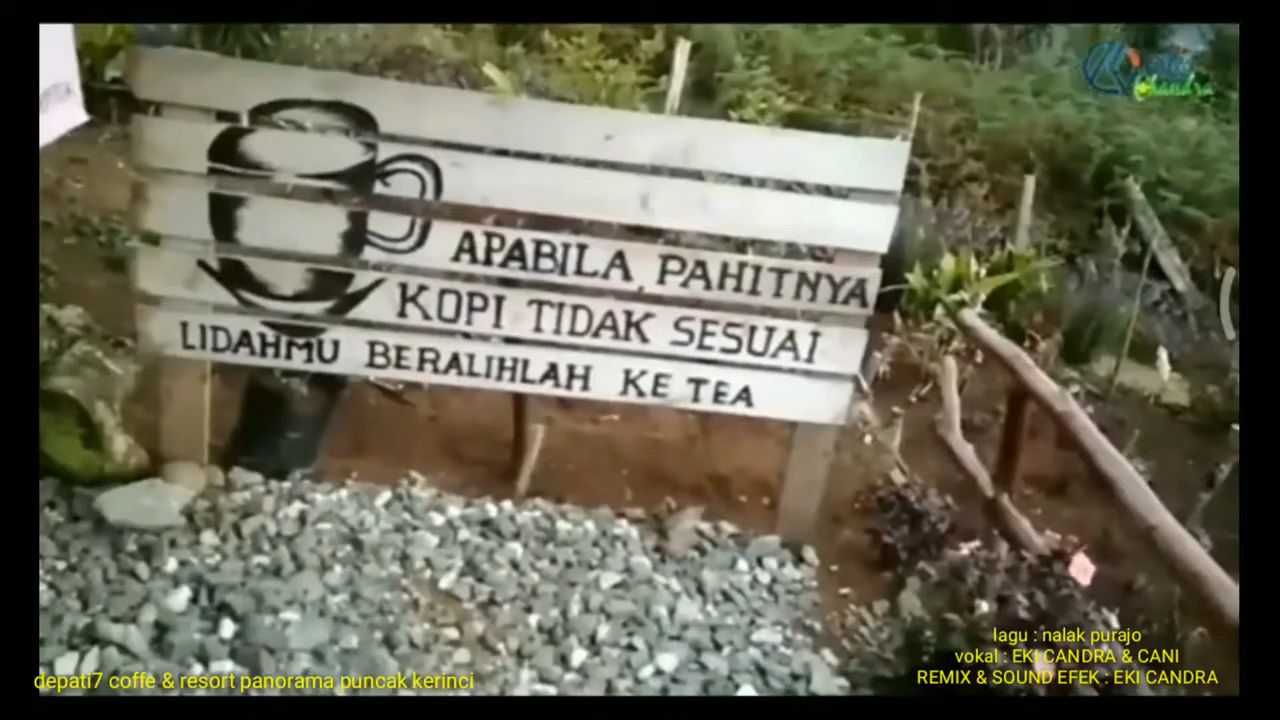 Chandra
APABILA, PAHITNYA
KOPI TIDAK SESUAI
LIDAHMU BERALIHLAH KE TEA
lagu : nalak purajo
vokal : EKI CANDRA & CANI
REMIX & SOUND EFEK : EKI CANDRA
depati7 coffe & resort panorama puncak kerinci